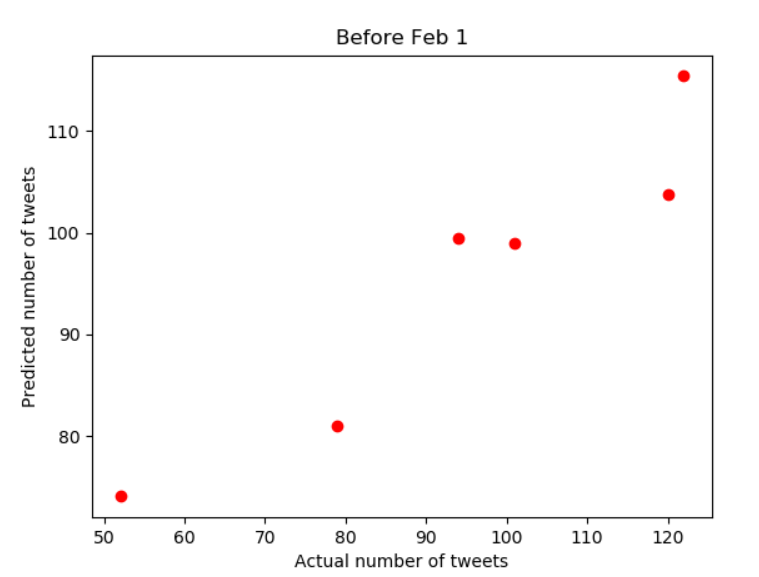 Before Feb 1
110
100
90
80
Predicted number of tweets
50 60 70 80 90 100 110 120
Actual number of tweets